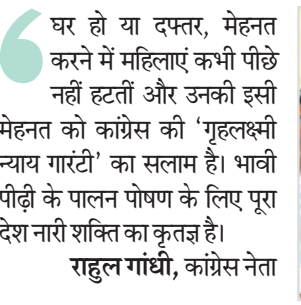 घर हो या दफ्तर, मेहनत
करने में महिलाएं कभी पीछे
नहीं हटतीं और उनकी इसी
मेहनत को कांग्रेस की ‘गृहलक्ष्मी
न्याय गारंटी’ का सलाम है। भावी
पीढ़ी के पालन पोषण के लिए पूरा
देश नारी शक्ति का कृतज्ञ है।
राहुल गांधी, कांग्रेस नेता